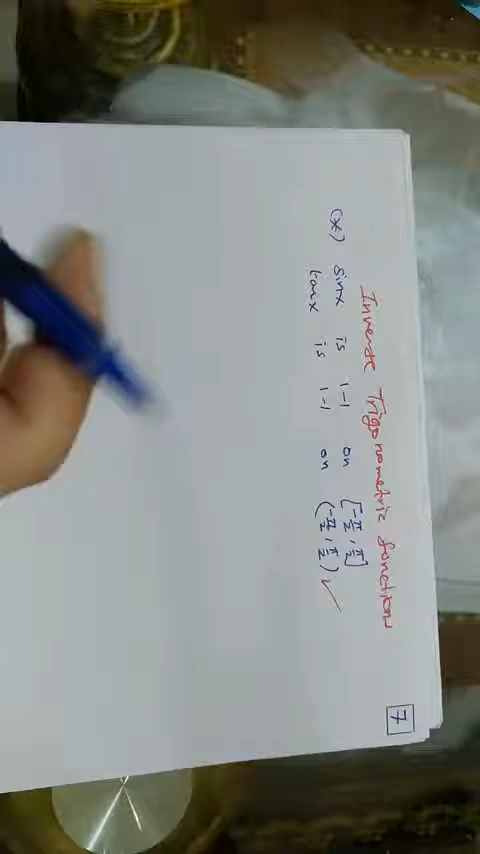 7
Inverse Trigonometric function
(*) sinx is 1-1 on [-π/2, π/2]
tanx is 1-1 on (-π/2, π/2) ✓